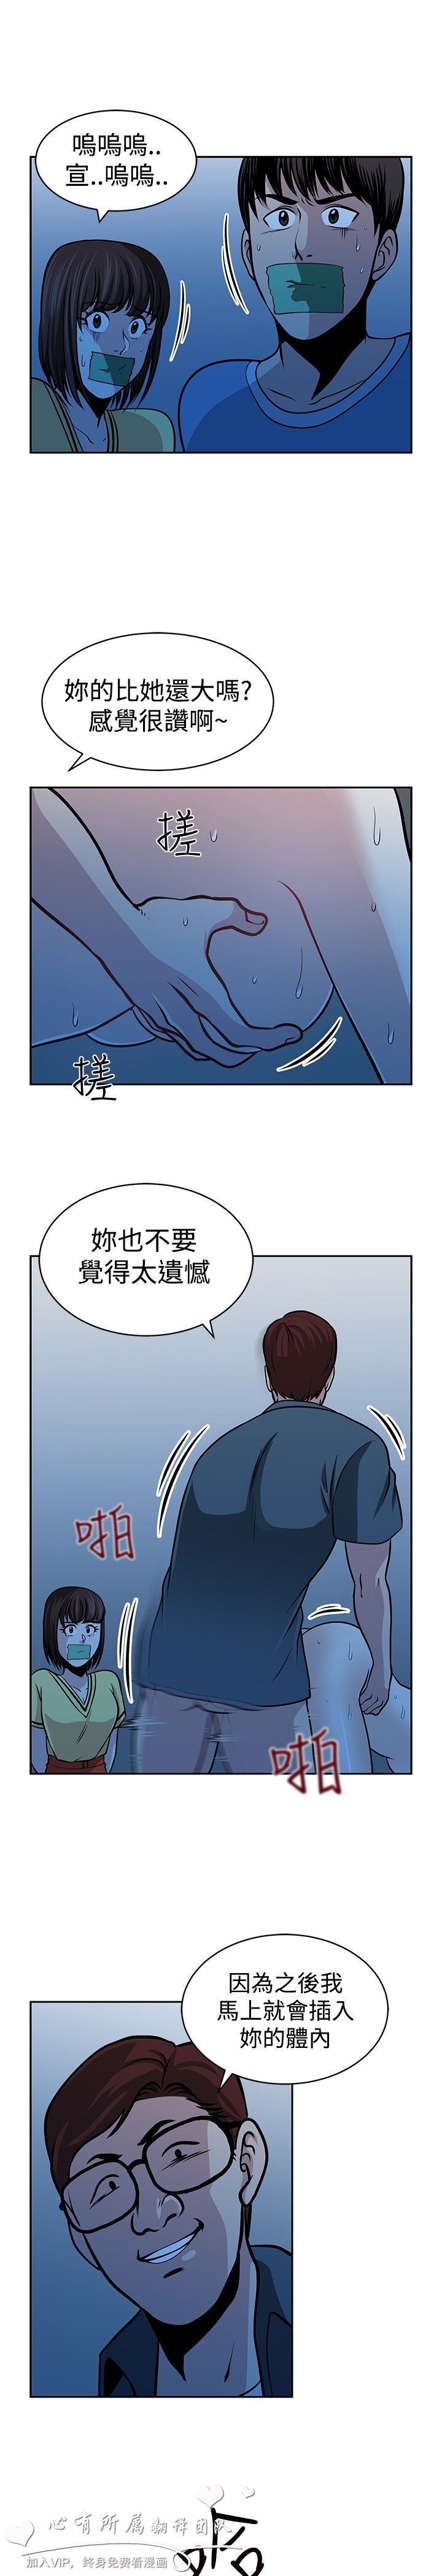 嗚嗚嗚..
宣..嗚嗚..
妳的比她還大嗎?
感覺很讚啊~
搓
搓
妳也不要
覺得太遺憾
啪
啪
因為之後我
馬上就會插入
妳的體內
心有所属翻译团队
加入VIP，终身免费看漫画